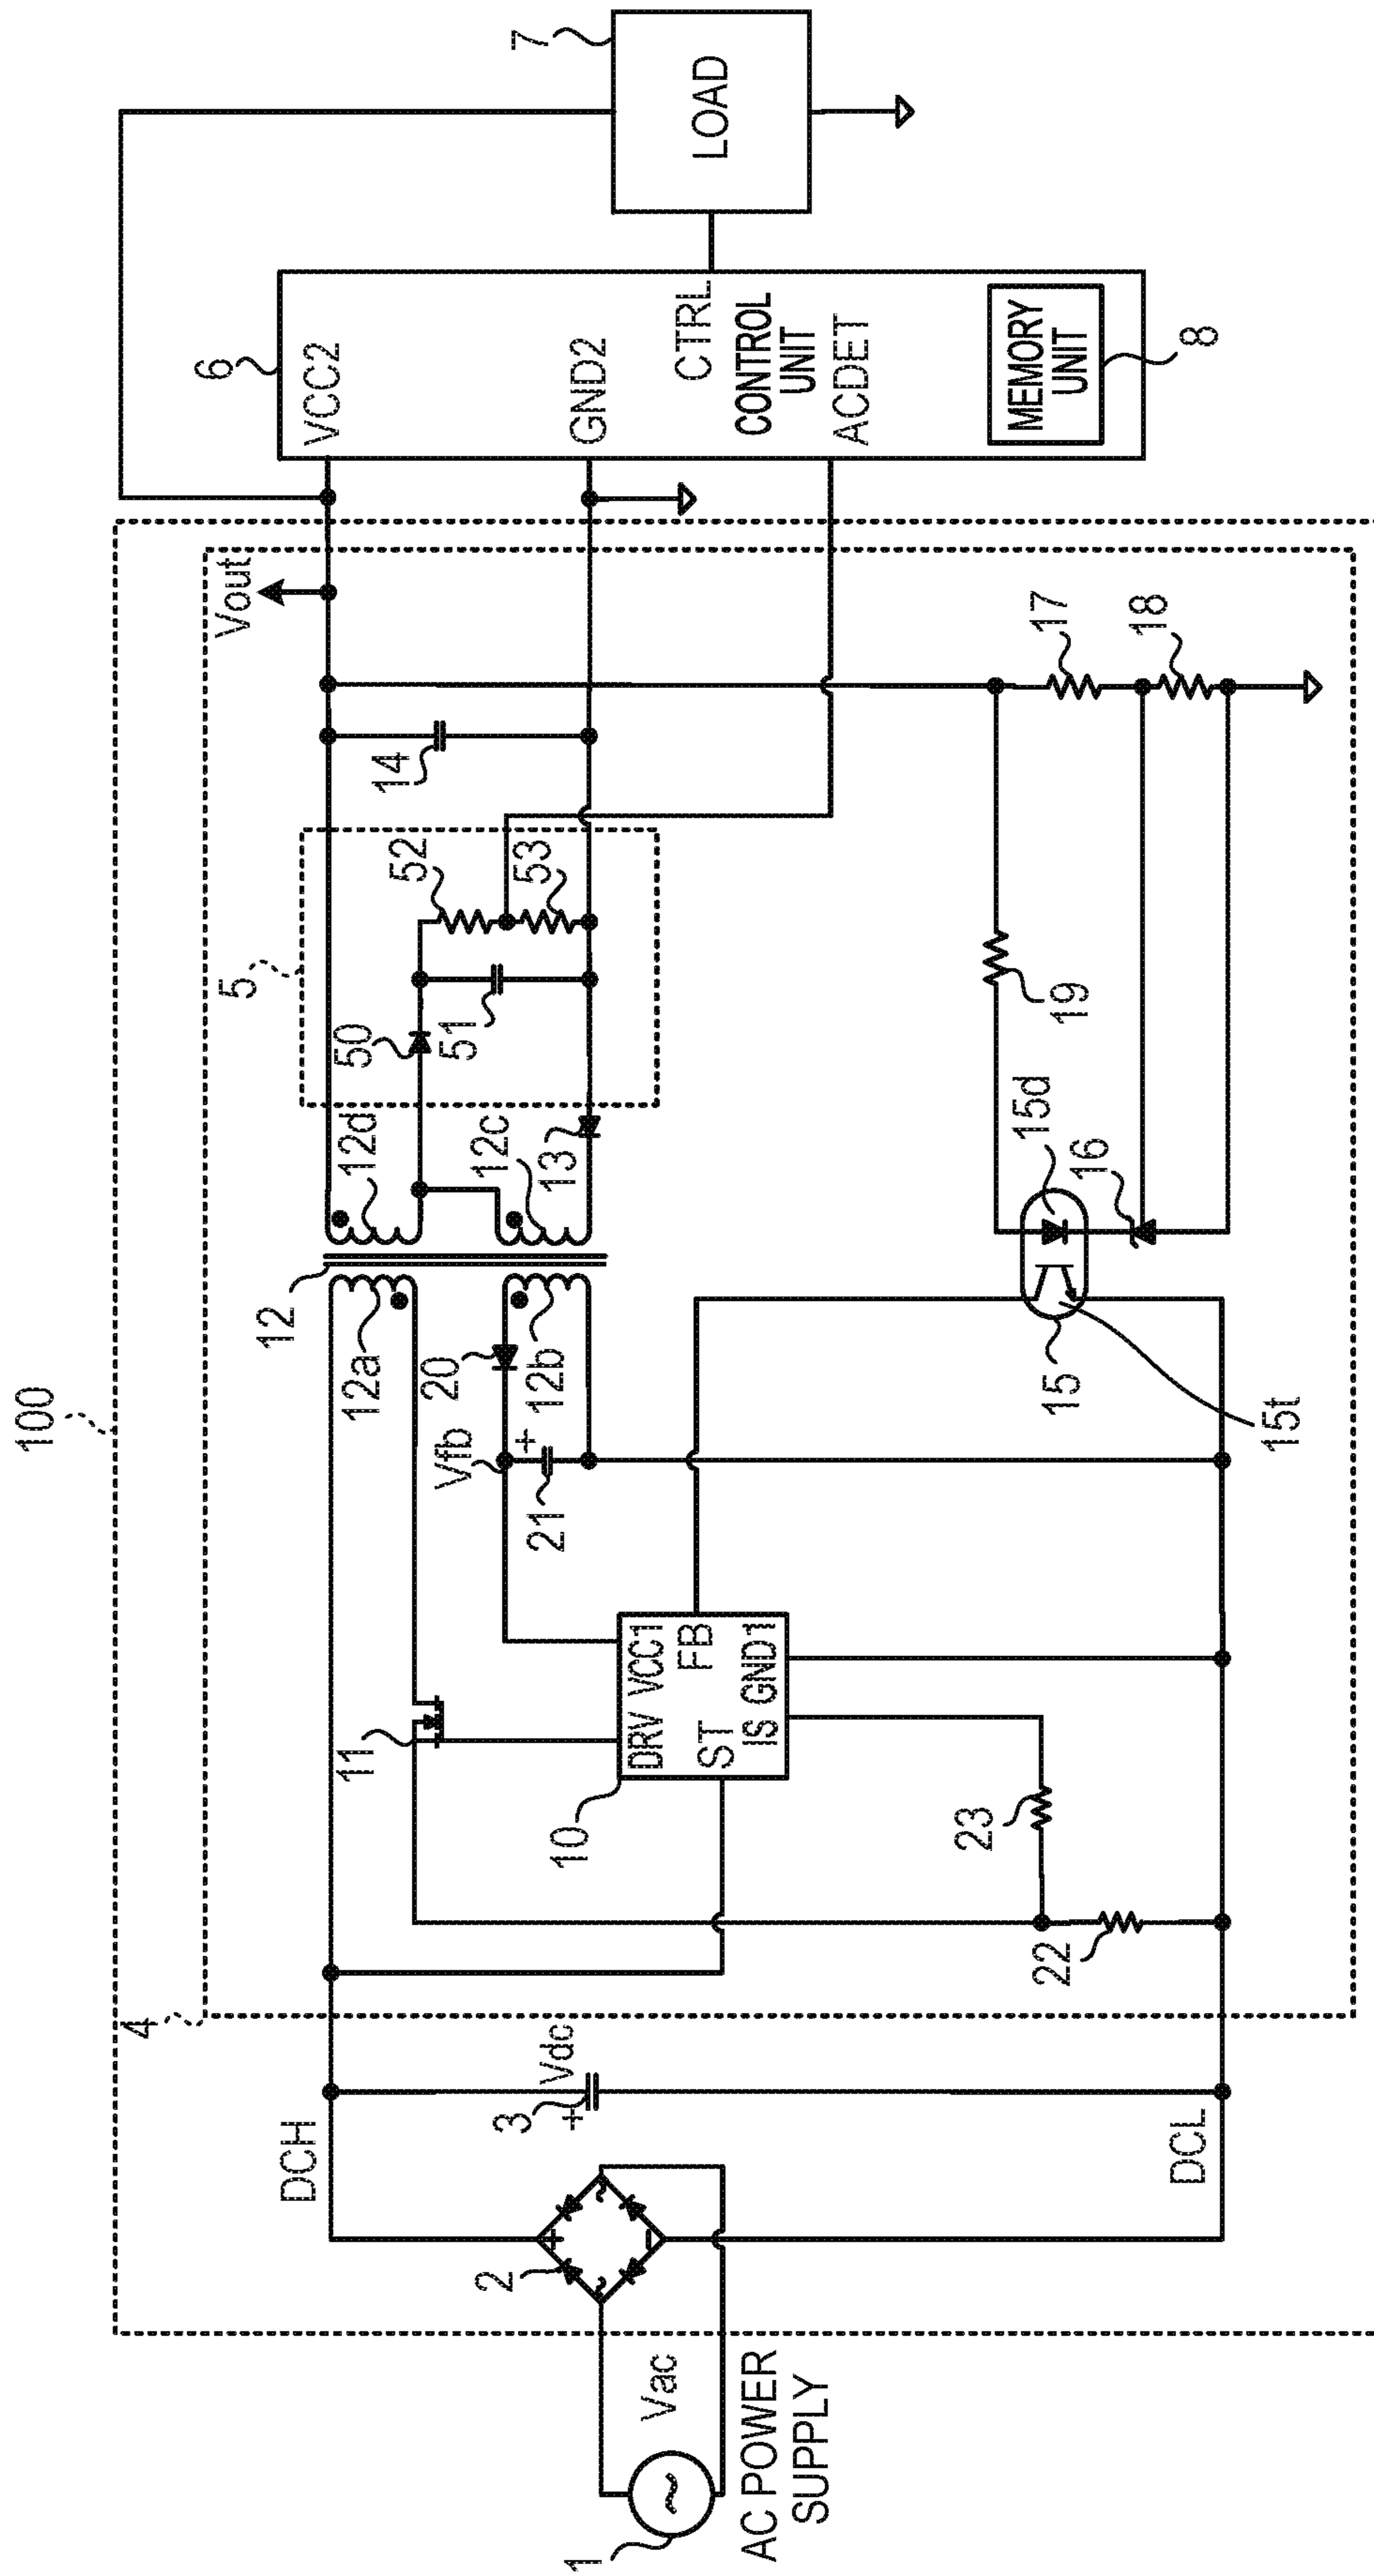 100
4
DCH
DCL
1
Vac
AC POWER
SUPPLY
2
3
+
Vdc
11
10
DRV VCC1
FB
ST
IS GND1
22
23
Vfb
20
+
21
12
12a
12b
12c
12d
13
5
50
51
52
53
14
Vout
15
15d
15t
16
17
18
19
6
VCC2
GND2
CTRL
CONTROL
UNIT
ACDET
MEMORY
UNIT
8
7
LOAD